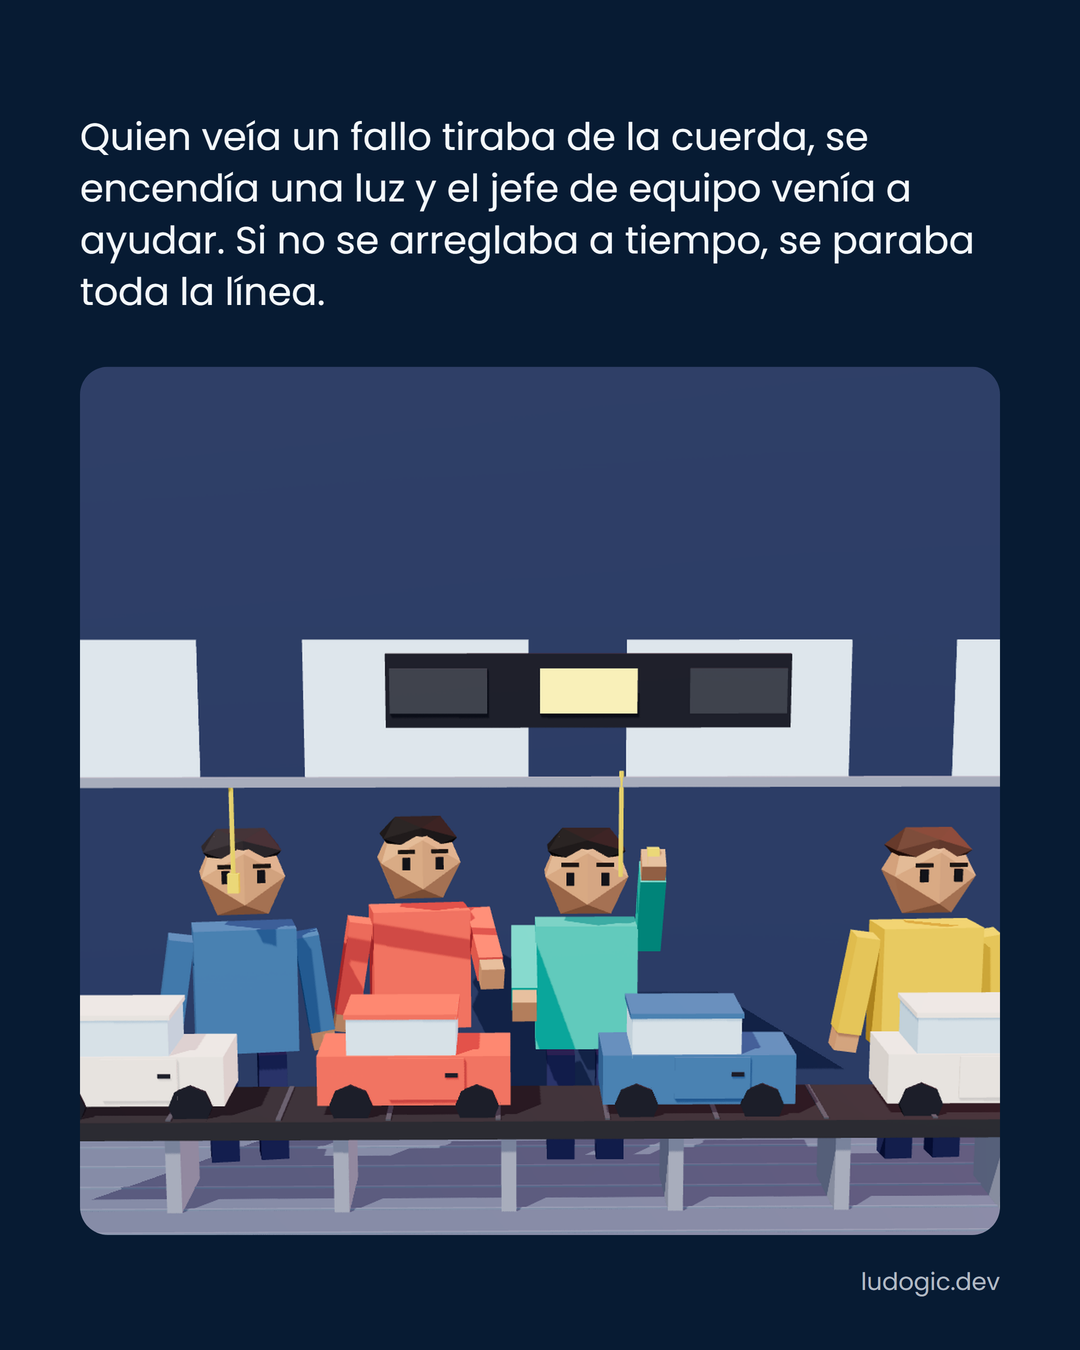 Quien veía un fallo tiraba de la cuerda, se
encendía una luz y el jefe de equipo venía a
ayudar. Si no se arreglaba a tiempo, se paraba
toda la línea.
ludogic.dev